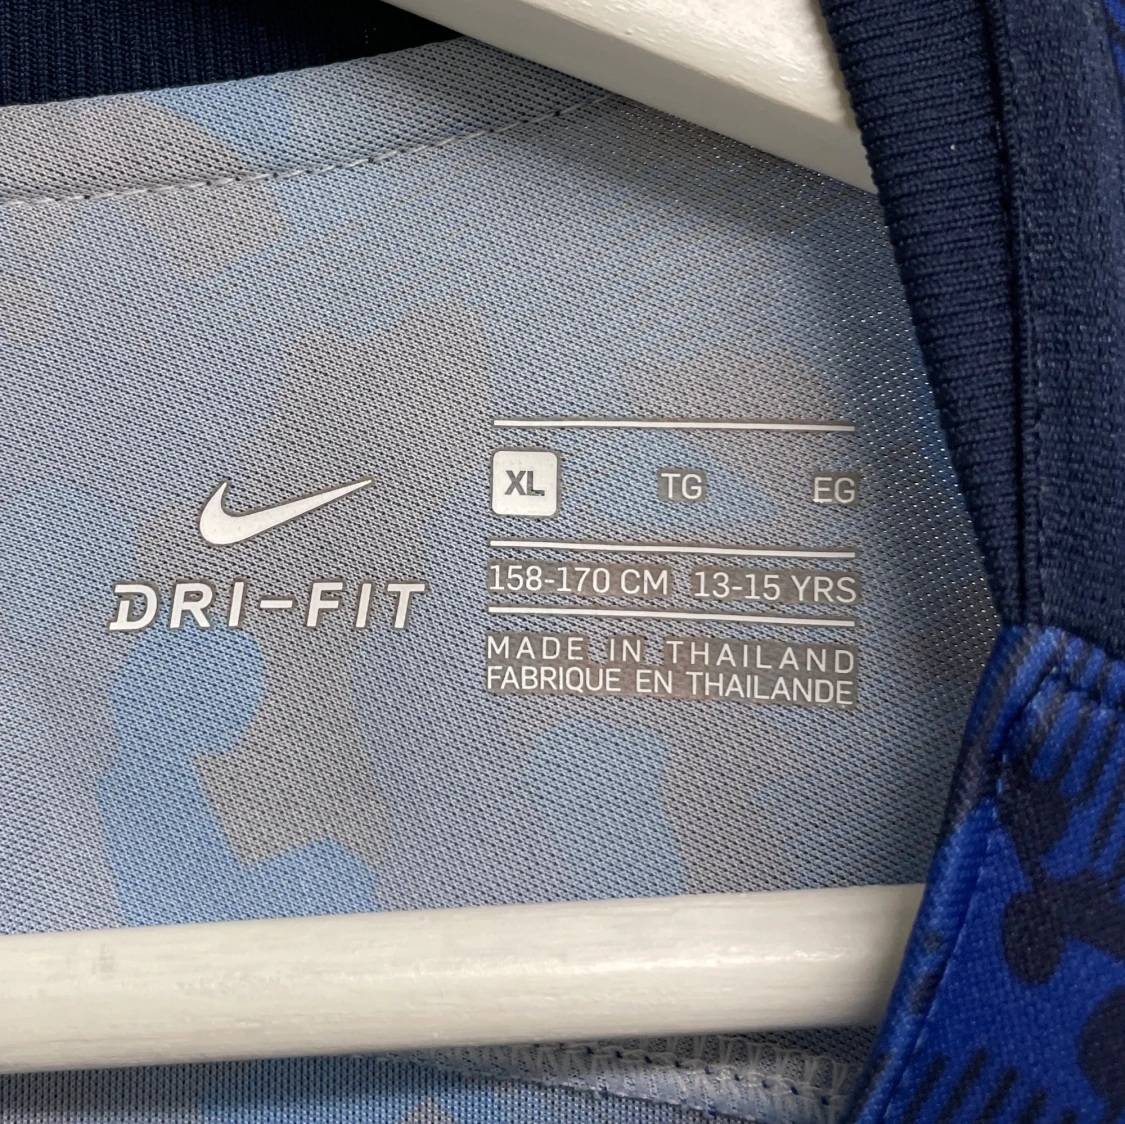 DRI-FIT
XL TG EG
158-170 CM 13-15 YRS
MADE IN THAILAND
FABRIQUE EN THAILANDE